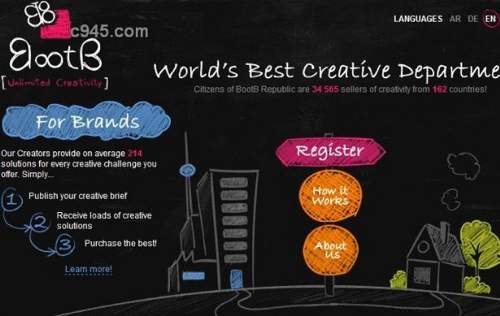 c945.com
BootB
[Unlimited Creativity]
LANGUAGES AR DE EN
World's Best Creative Departme
Citizens of BootB Republic are 34 565 sellers of creativity from 162 countries!
For Brands
Our Creators provide on average 214
solutions for every creative challenge you
offer. Simply...
1 Publish your creative brief
2 Receive loads of creative
solutions
3 Purchase the best!
Learn more!
Register
How it
Works
About
Us